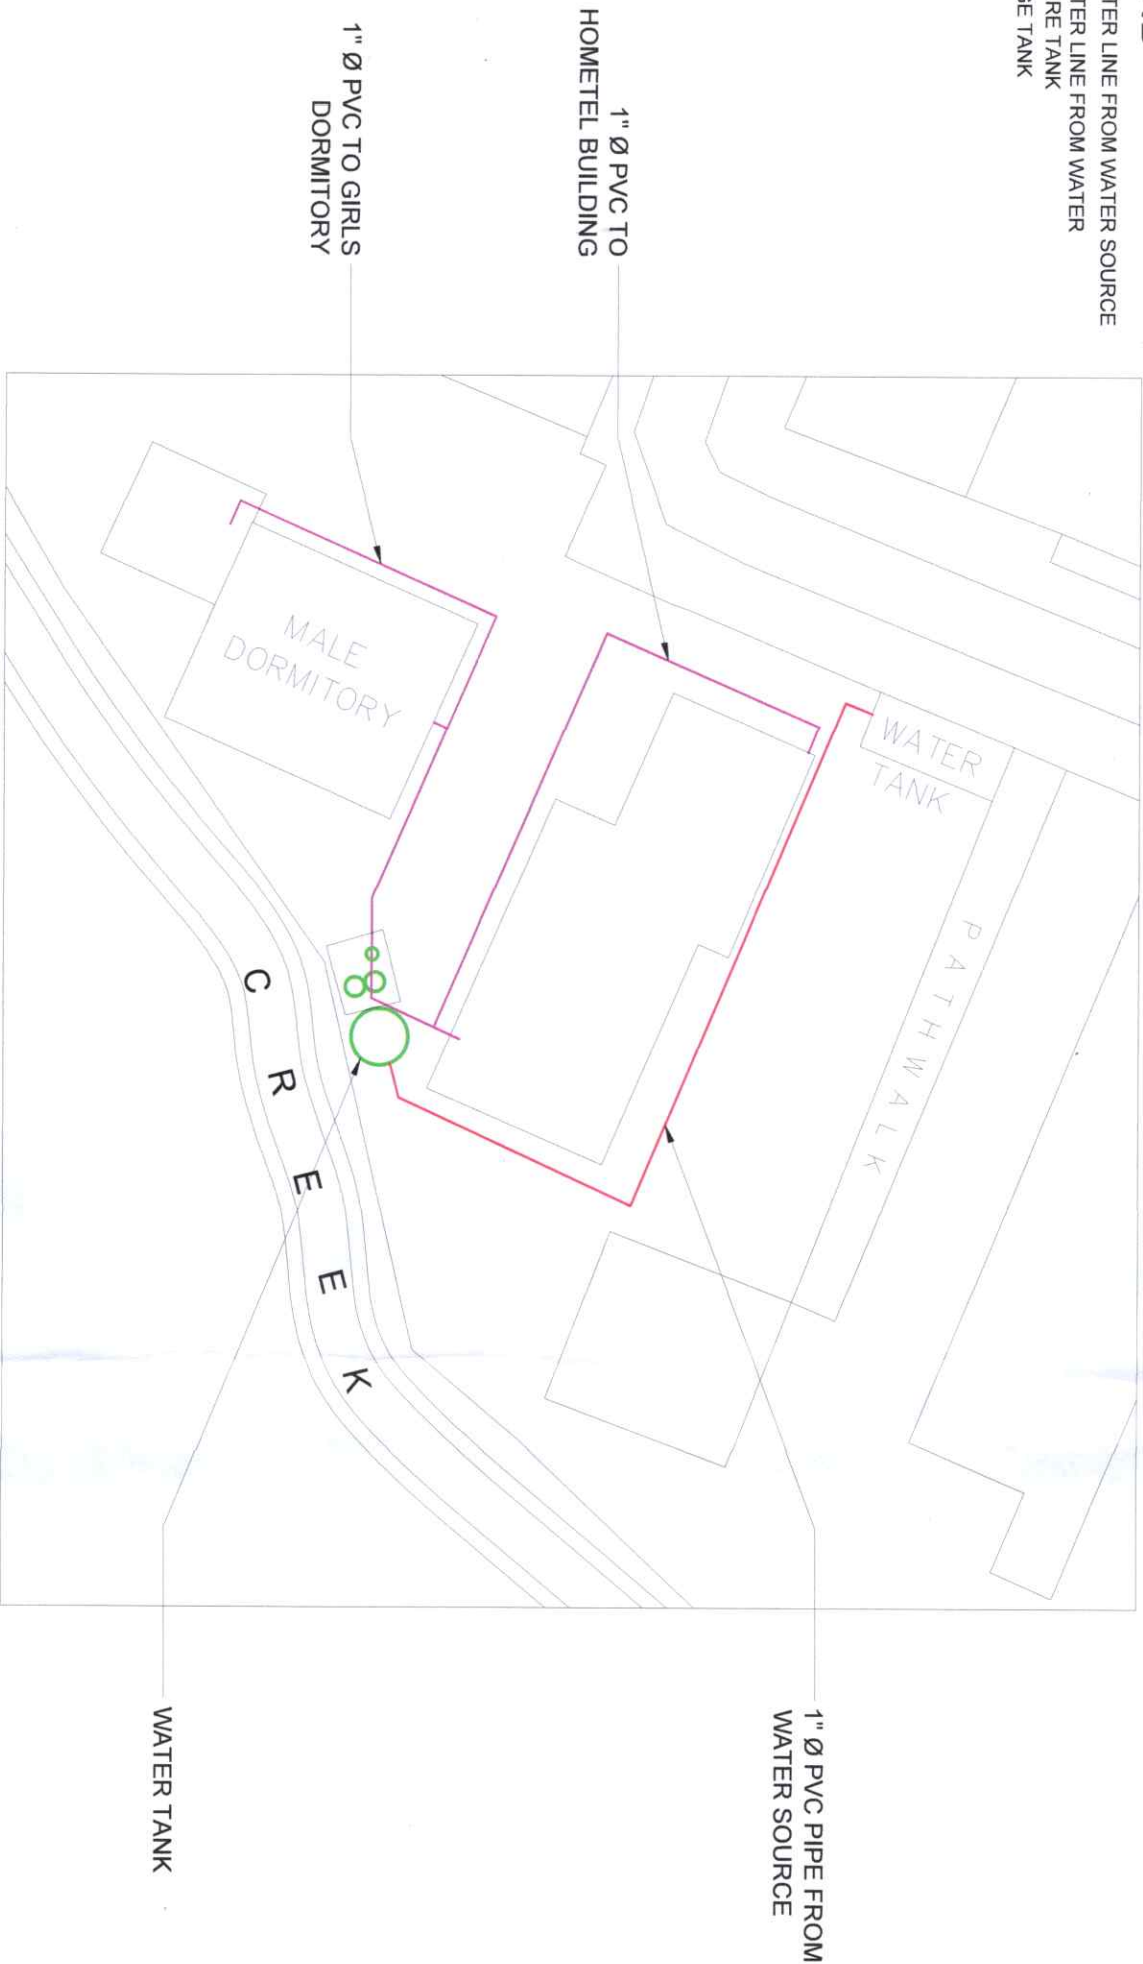 TER LINE FROM WATER SOURCE
TER LINE FROM WATER
RE TANK
GE TANK
1" Ø PVC TO
HOMETEL BUILDING
1" Ø PVC TO GIRLS
DORMITORY
WATER
TANK
PATHWALK
MALE
DORMITORY
CREEK
1" Ø PVC PIPE FROM
WATER SOURCE
WATER TANK